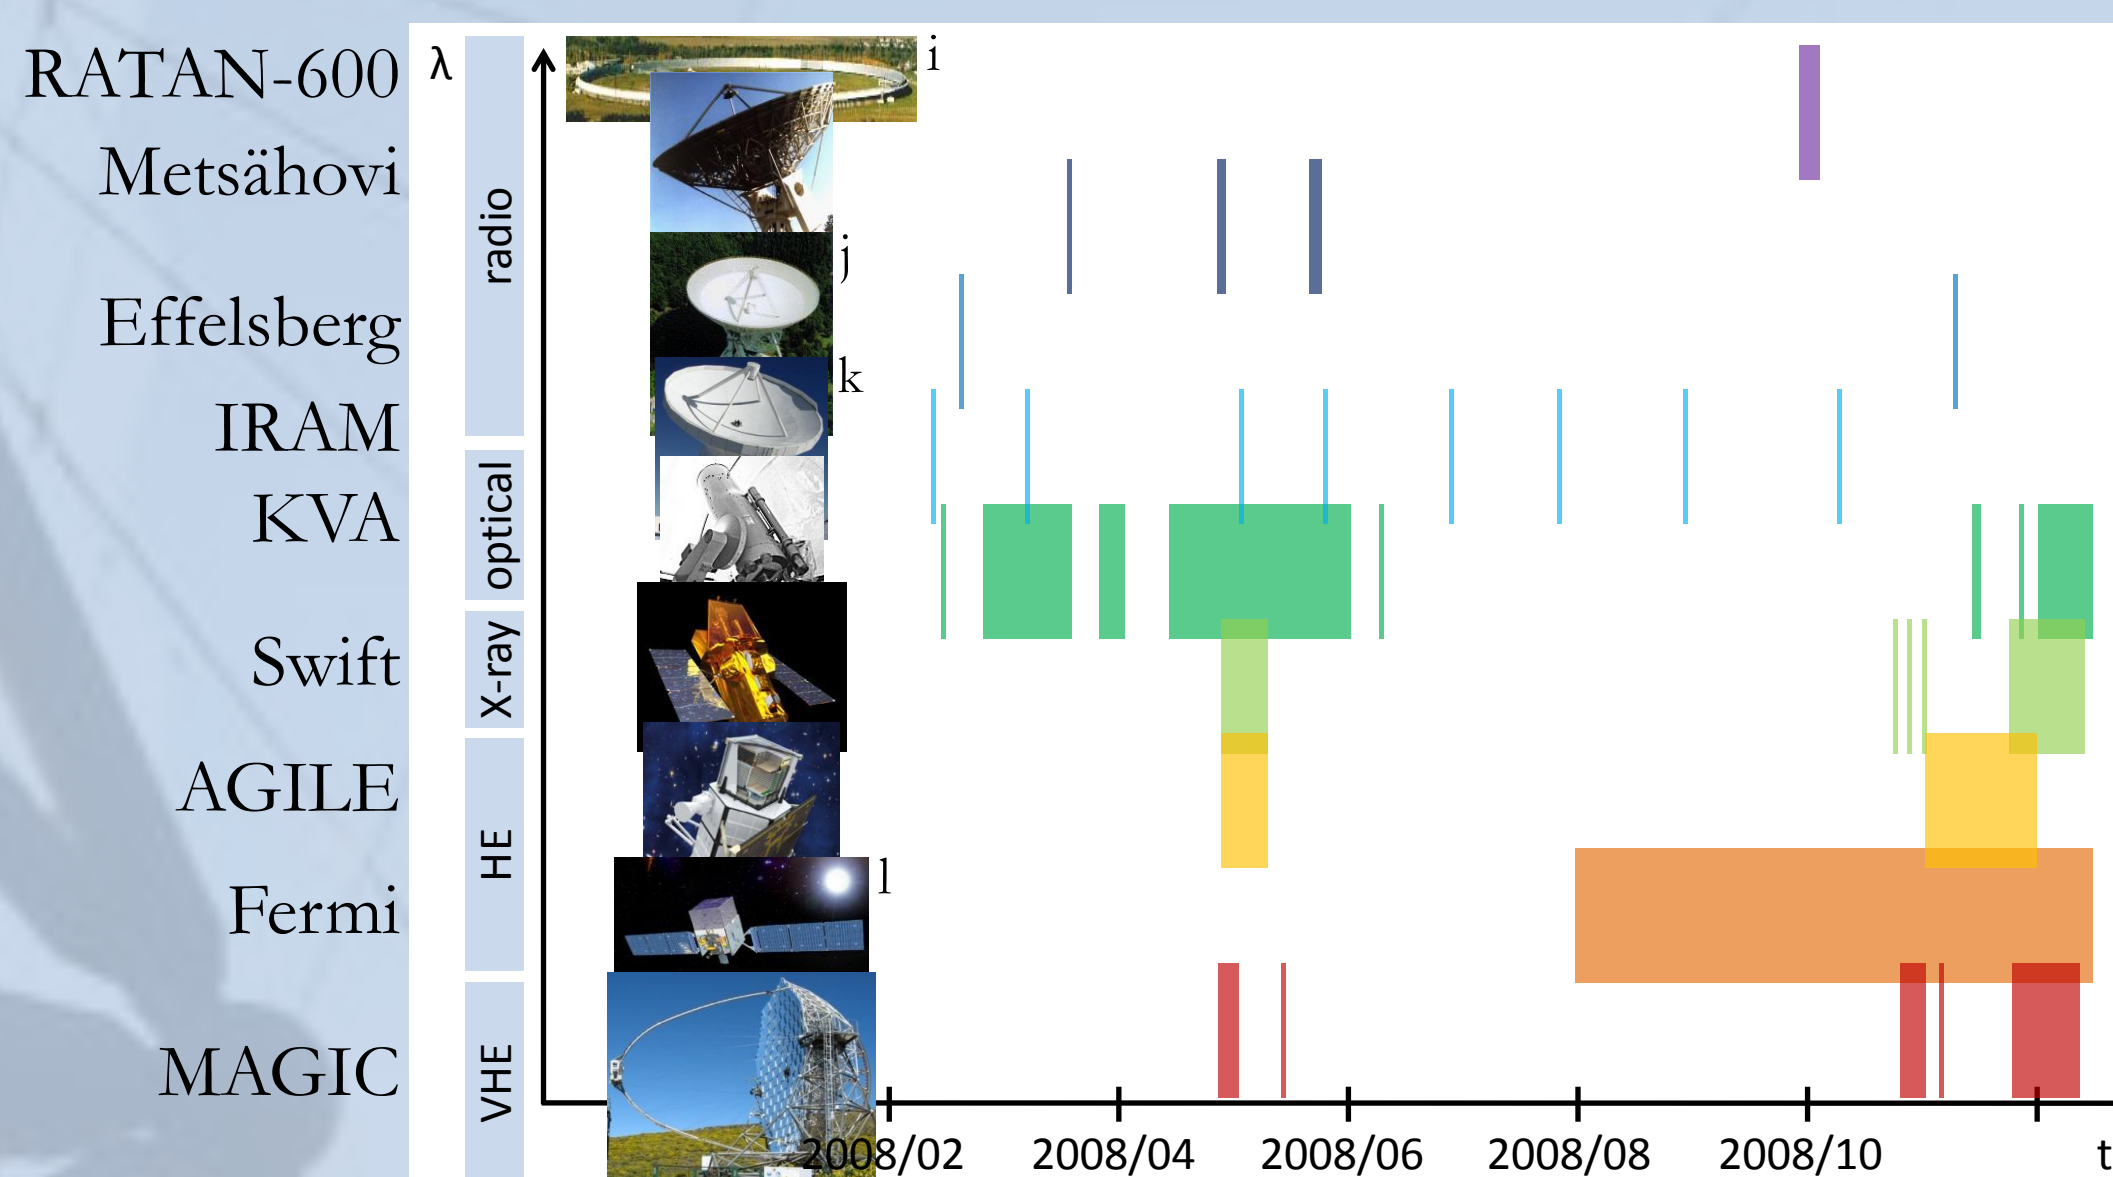 RATAN-600
Metsähovi
Effelsberg
IRAM
KVA
Swift
AGILE
Fermi
MAGIC
λ
radio
optical
X-ray
HE
VHE
i
j
k
l
2008/02
2008/04
2008/06
2008/08
2008/10
t